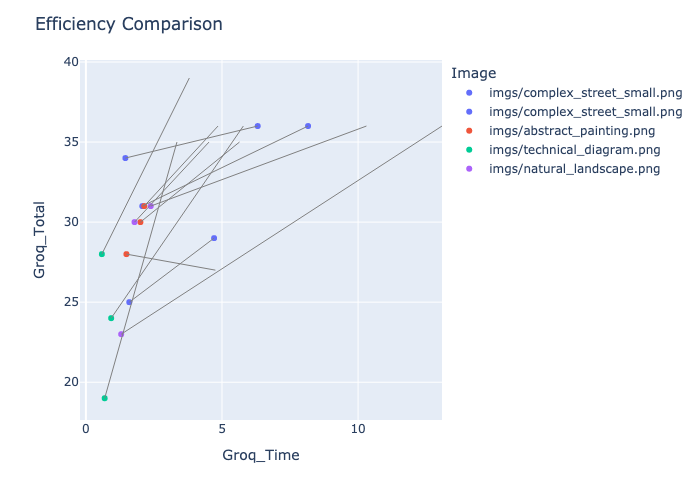 Efficiency Comparison
Image
imgs/complex_street_small.png
imgs/complex_street_small.png
imgs/abstract_painting.png
imgs/technical_diagram.png
imgs/natural_landscape.png
Groq_Total
40
35
30
25
20
0 5 10
Groq_Time